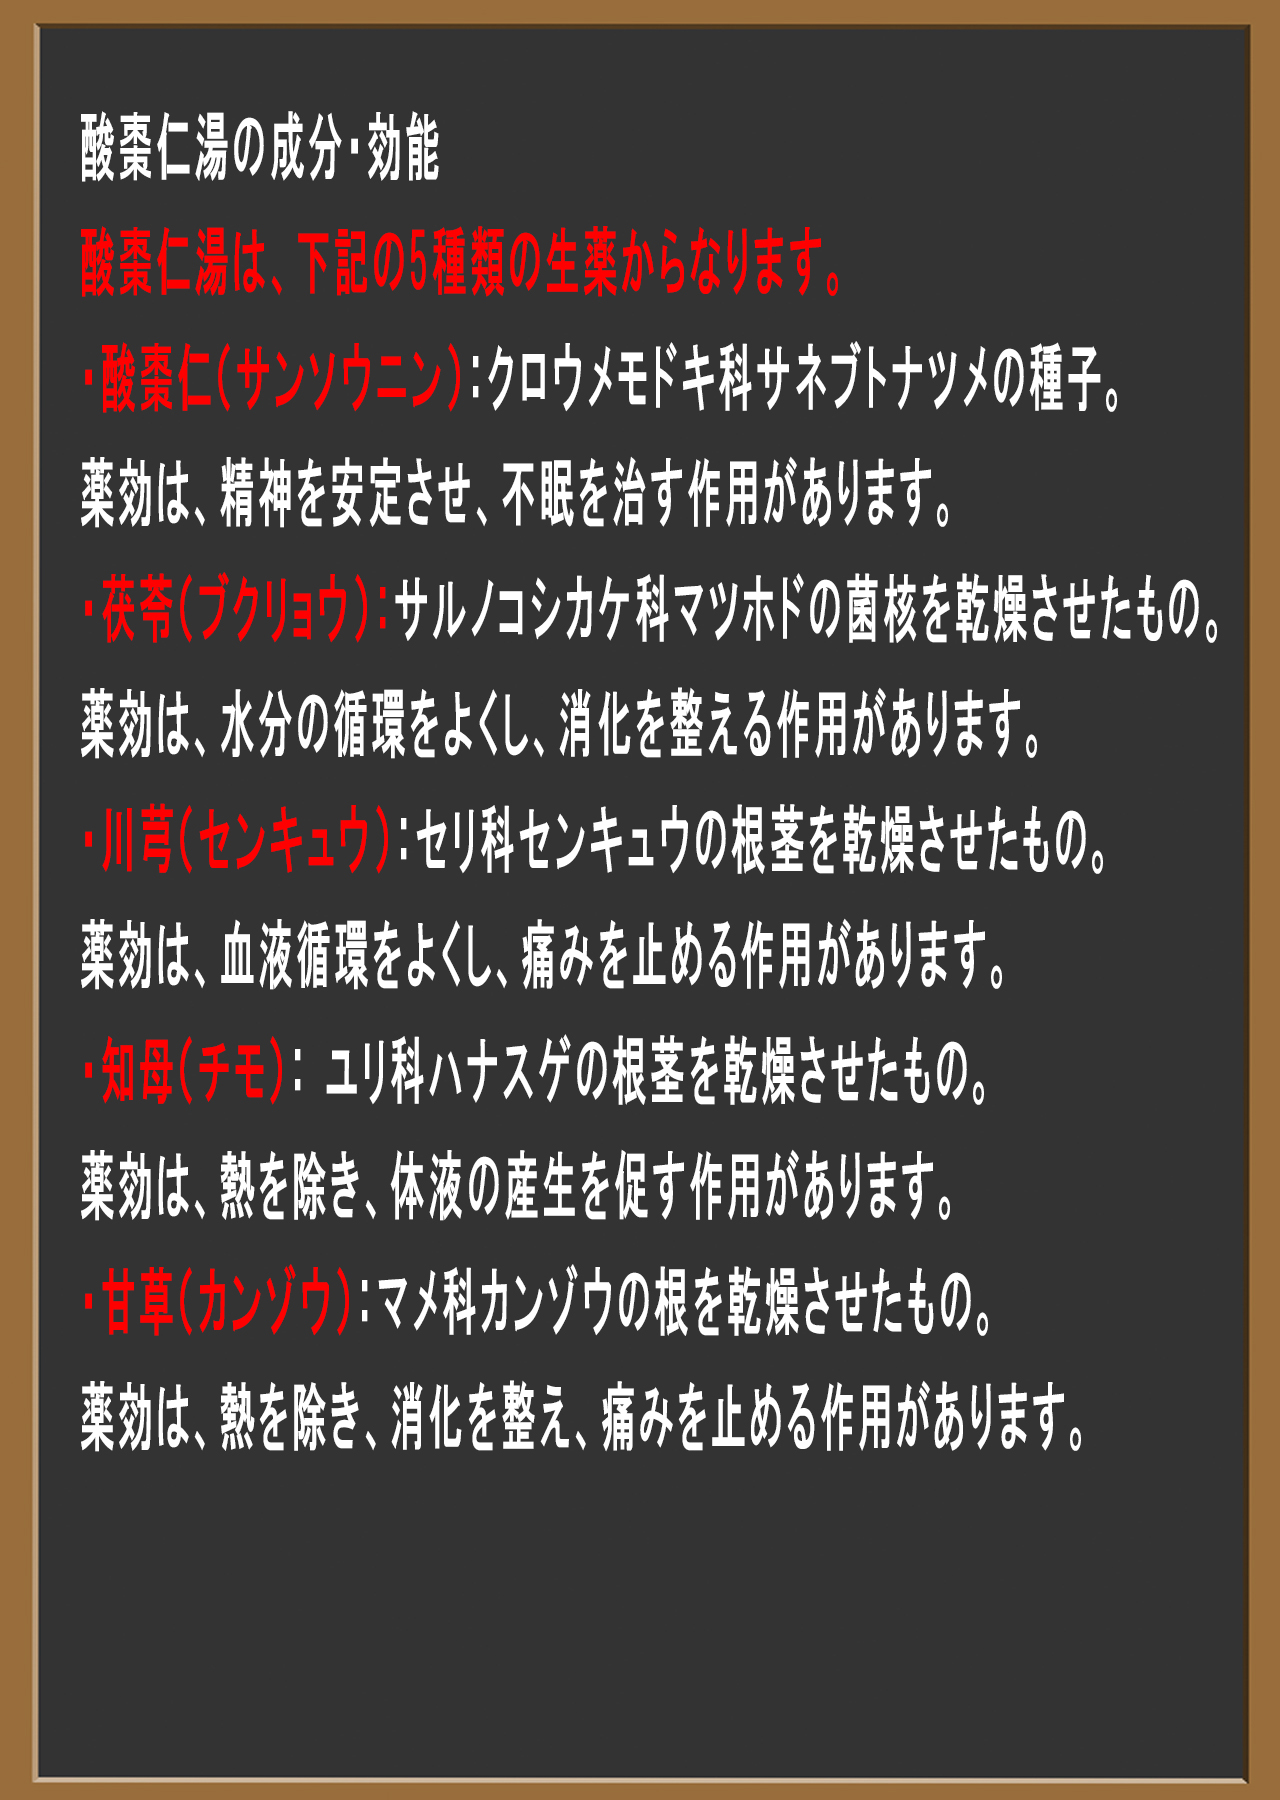 酸棗仁湯の成分・効能
酸棗仁湯は、下記の5種類の生薬からなります。
・酸棗仁（サンソウニン）：クロウメモドキ科サネブトナツメの種子。
薬効は、精神を安定させ、不眠を治す作用があります。
・茯苓（ブクリョウ）：サルノコシカケ科マツホドの菌核を乾燥させたもの。
薬効は、水分の循環をよくし、消化を整える作用があります。
・川芎（センキュウ）：セリ科センキュウの根茎を乾燥させたもの。
薬効は、血液循環をよくし、痛みを止める作用があります。
・知母（チモ）： ユリ科ハナスゲの根茎を乾燥させたもの。
薬効は、熱を除き、体液の産生を促す作用があります。
・甘草（カンゾウ）：マメ科カンゾウの根を乾燥させたもの。
薬効は、熱を除き、消化を整え、痛みを止める作用があります。